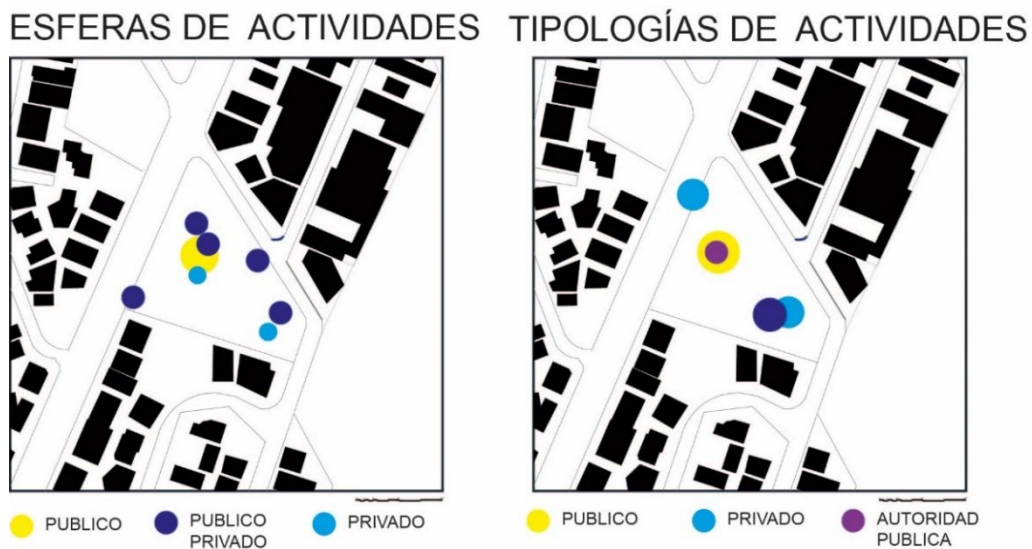 ESFERAS DE ACTIVIDADES
TIPOLOGÍAS DE ACTIVIDADES
PUBLICO
PUBLICO
PRIVADO
PRIVADO
PUBLICO
PRIVADO
AUTORIDAD
PUBLICA